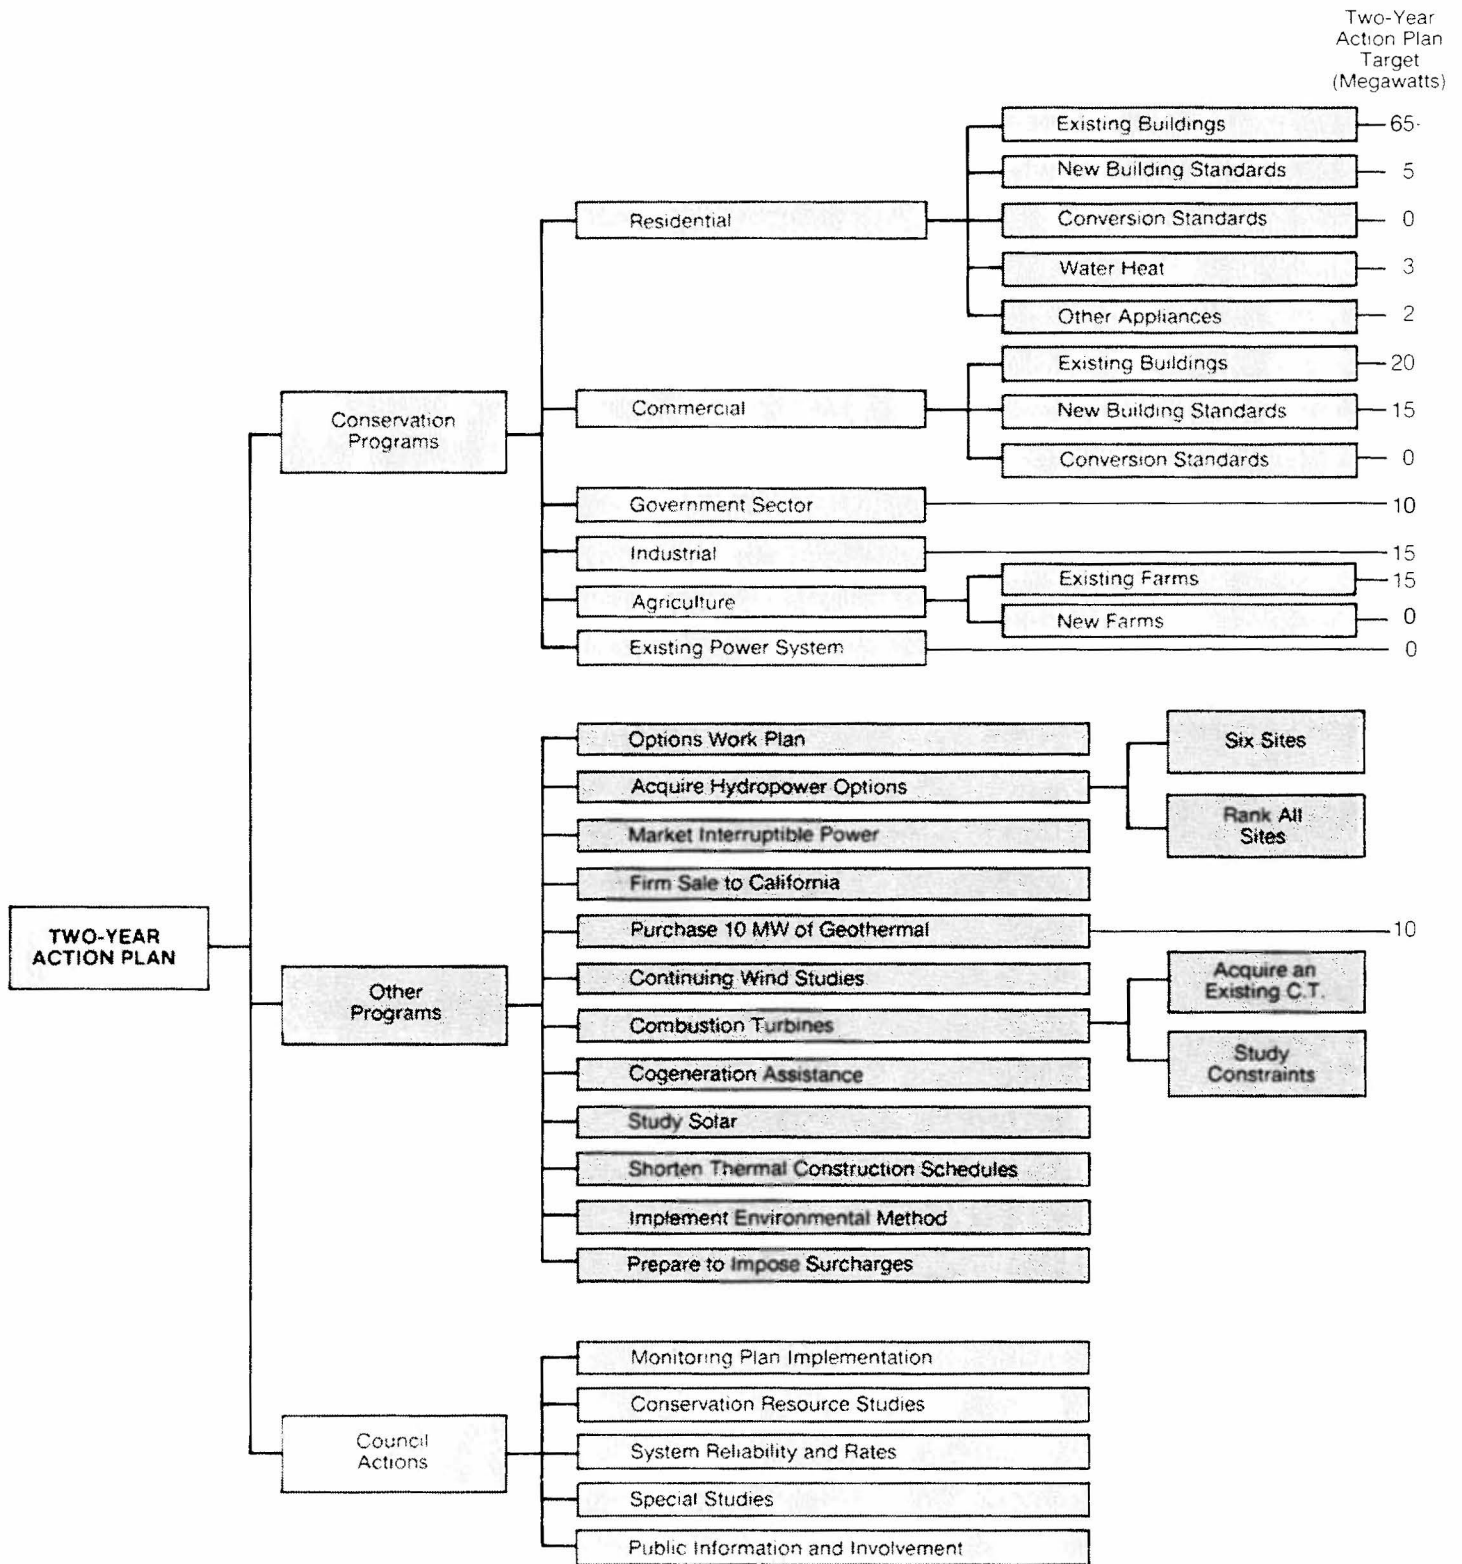 Two-Year
Action Plan
Target
(Megawatts)
Existing Buildings 65
New Building Standards 5
Residential
Conversion Standards 0
Water Heat 3
Other Appliances 2
Existing Buildings 20
Conservation
Programs
Commercial
New Building Standards 15
Conversion Standards 0
Government Sector 10
Industrial 15
Agriculture
Existing Farms 15
New Farms 0
Existing Power System 0
Options Work Plan
Six Sites
Acquire Hydropower Options
Rank All
Sites
Market Interruptible Power
Firm Sale to California
TWO-YEAR
ACTION PLAN
Purchase 10 MW of Geothermal 10
Continuing Wind Studies
Acquire an
Existing C.T.
Other
Programs
Combustion Turbines
Study
Constraints
Cogeneration Assistance
Study Solar
Shorten Thermal Construction Schedules
Implement Environmental Method
Prepare to Impose Surcharges
Monitoring Plan Implementation
Conservation Resource Studies
Council
Actions
System Reliability and Rates
Special Studies
Public Information and Involvement